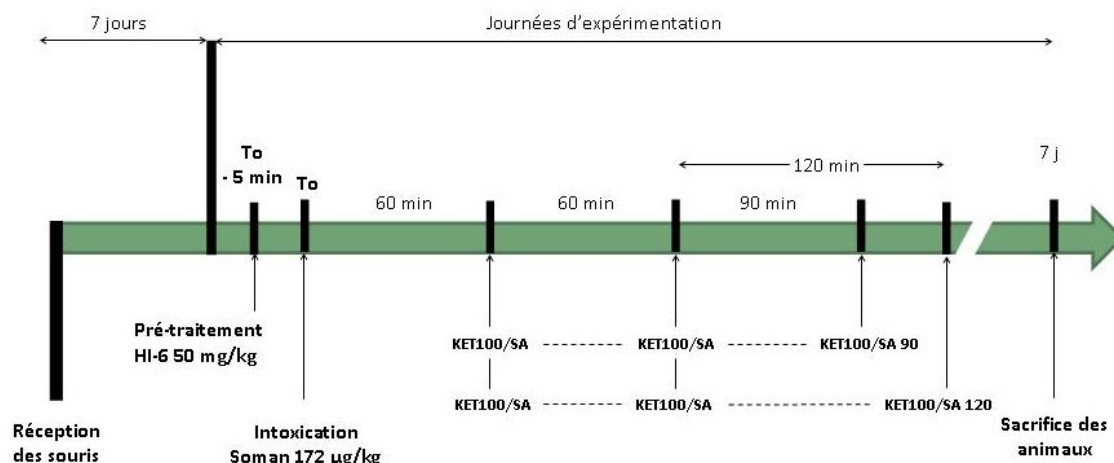 7 jours
Journées d'expérimentation
To
- 5 min
To
60 min
60 min
90 min
120 min
7 j
Pré-traitement
HI-6 50 mg/kg
KET100/SA ---------- KET100/SA ---------- KET100/SA 90
KET100/SA ---------- KET100/SA -------------------- KET100/SA 120
Réception
des souris
Intoxication
Soman 172 µg/kg
Sacrifice des
animaux